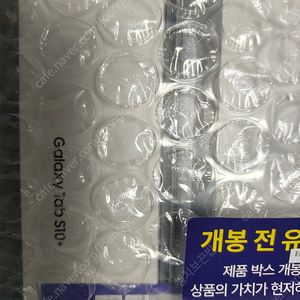 Galaxy Tab S10+
개봉 전 유
제품 박스 개봉
상품의 가치가 현저하